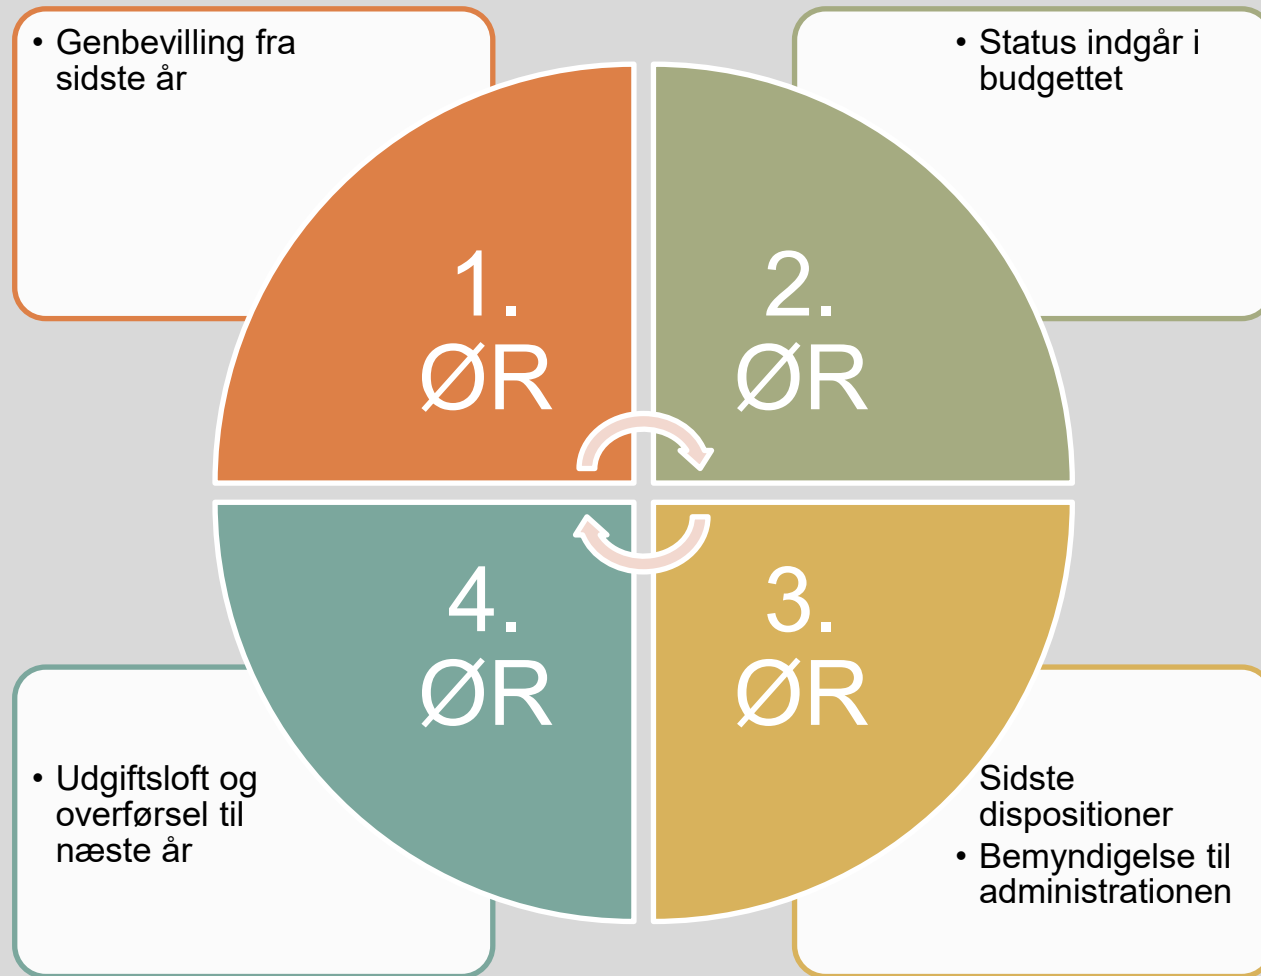 • Genbevilling fra
sidste år
• Status indgår i
budgettet
1.
ØR
2.
ØR
4.
ØR
3.
ØR
• Udgiftsloft og
overførsel til
næste år
Sidste
dispositioner
• Bemyndigelse til
administrationen